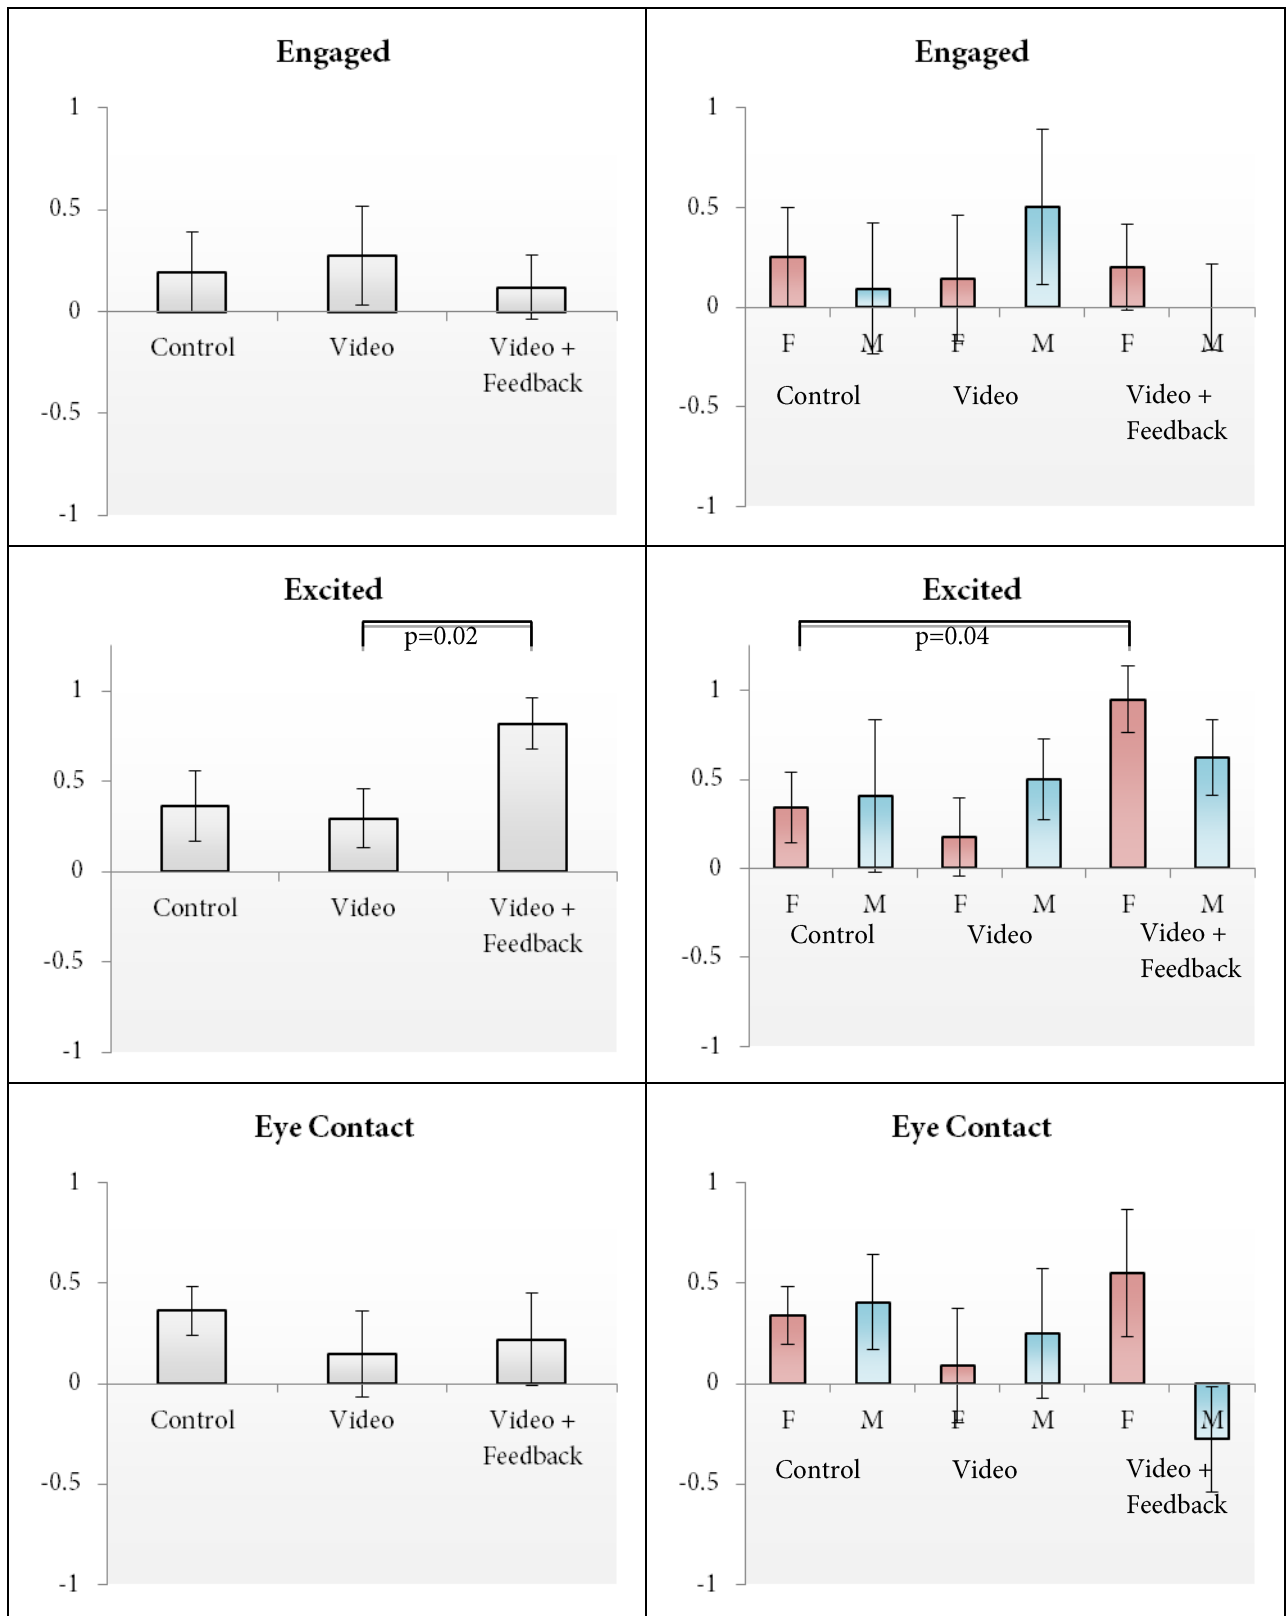 Engaged
1
0.5
0
-0.5
-1
Control
Video
Video +
Feedback
Engaged
1
0.5
0
-0.5
-1
F
M
F
M
F
M
Control
Video
Video +
Feedback
Excited
p=0.02
1
0.5
0
-0.5
-1
Control
Video
Video +
Feedback
Excited
p=0.04
1
0.5
0
-0.5
-1
F
M
F
M
F
M
Control
Video
Video +
Feedback
Eye Contact
1
0.5
0
-0.5
-1
Control
Video
Video +
Feedback
Eye Contact
1
0.5
0
-0.5
-1
F
M
F
M
F
M
Control
Video
Video +
Feedback